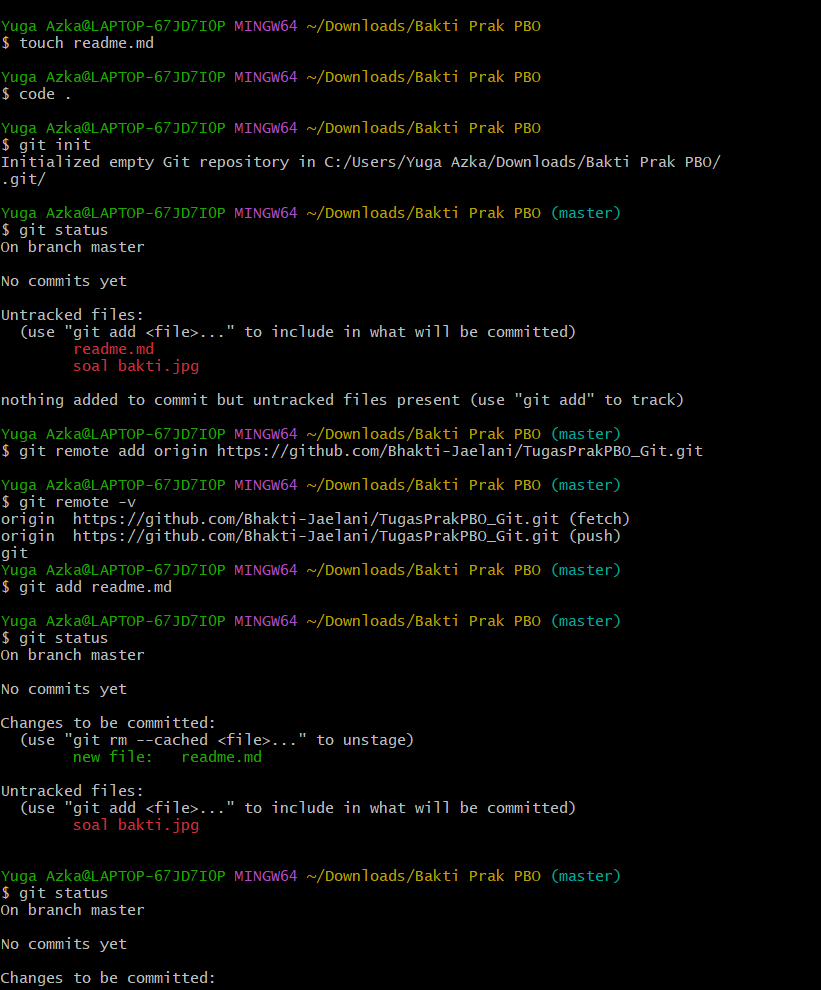 Yuga Azka@LAPTOP-67JD7I0P MINGW64 ~/Downloads/Bakti Prak PBO
$ touch readme.md
Yuga Azka@LAPTOP-67JD7I0P MINGW64 ~/Downloads/Bakti Prak PBO
$ code .
Yuga Azka@LAPTOP-67JD7I0P MINGW64 ~/Downloads/Bakti Prak PBO
$ git init
Initialized empty Git repository in C:/Users/Yuga Azka/Downloads/Bakti Prak PBO/
.git/
Yuga Azka@LAPTOP-67JD7I0P MINGW64 ~/Downloads/Bakti Prak PBO (master)
$ git status
On branch master
No commits yet
Untracked files:
  (use "git add <file>..." to include in what will be committed)
        readme.md
        soal bakti.jpg
nothing added to commit but untracked files present (use "git add" to track)
Yuga Azka@LAPTOP-67JD7I0P MINGW64 ~/Downloads/Bakti Prak PBO (master)
$ git remote add origin https://github.com/Bhakti-Jaelani/TugasPrakPBO_Git.git
Yuga Azka@LAPTOP-67JD7I0P MINGW64 ~/Downloads/Bakti Prak PBO (master)
$ git remote -v
origin  https://github.com/Bhakti-Jaelani/TugasPrakPBO_Git.git (fetch)
origin  https://github.com/Bhakti-Jaelani/TugasPrakPBO_Git.git (push)
git
Yuga Azka@LAPTOP-67JD7I0P MINGW64 ~/Downloads/Bakti Prak PBO (master)
$ git add readme.md
Yuga Azka@LAPTOP-67JD7I0P MINGW64 ~/Downloads/Bakti Prak PBO (master)
$ git status
On branch master
No commits yet
Changes to be committed:
  (use "git rm --cached <file>..." to unstage)
        new file:   readme.md
Untracked files:
  (use "git add <file>..." to include in what will be committed)
        soal bakti.jpg
Yuga Azka@LAPTOP-67JD7I0P MINGW64 ~/Downloads/Bakti Prak PBO (master)
$ git status
On branch master
No commits yet
Changes to be committed: